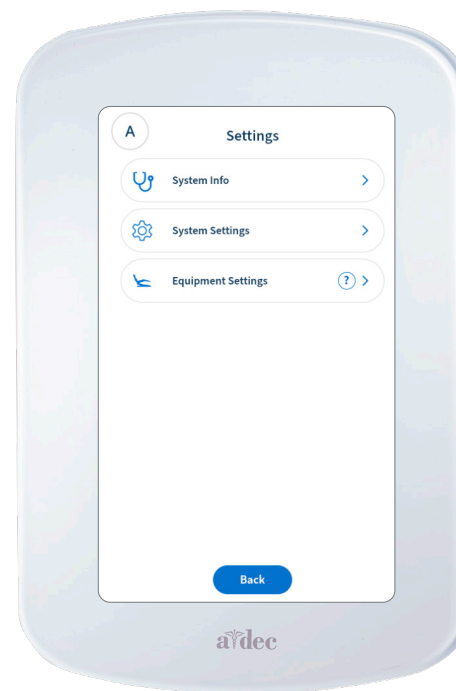 A
Settings
System Info
System Settings
Equipment Settings
?
Back
a dec